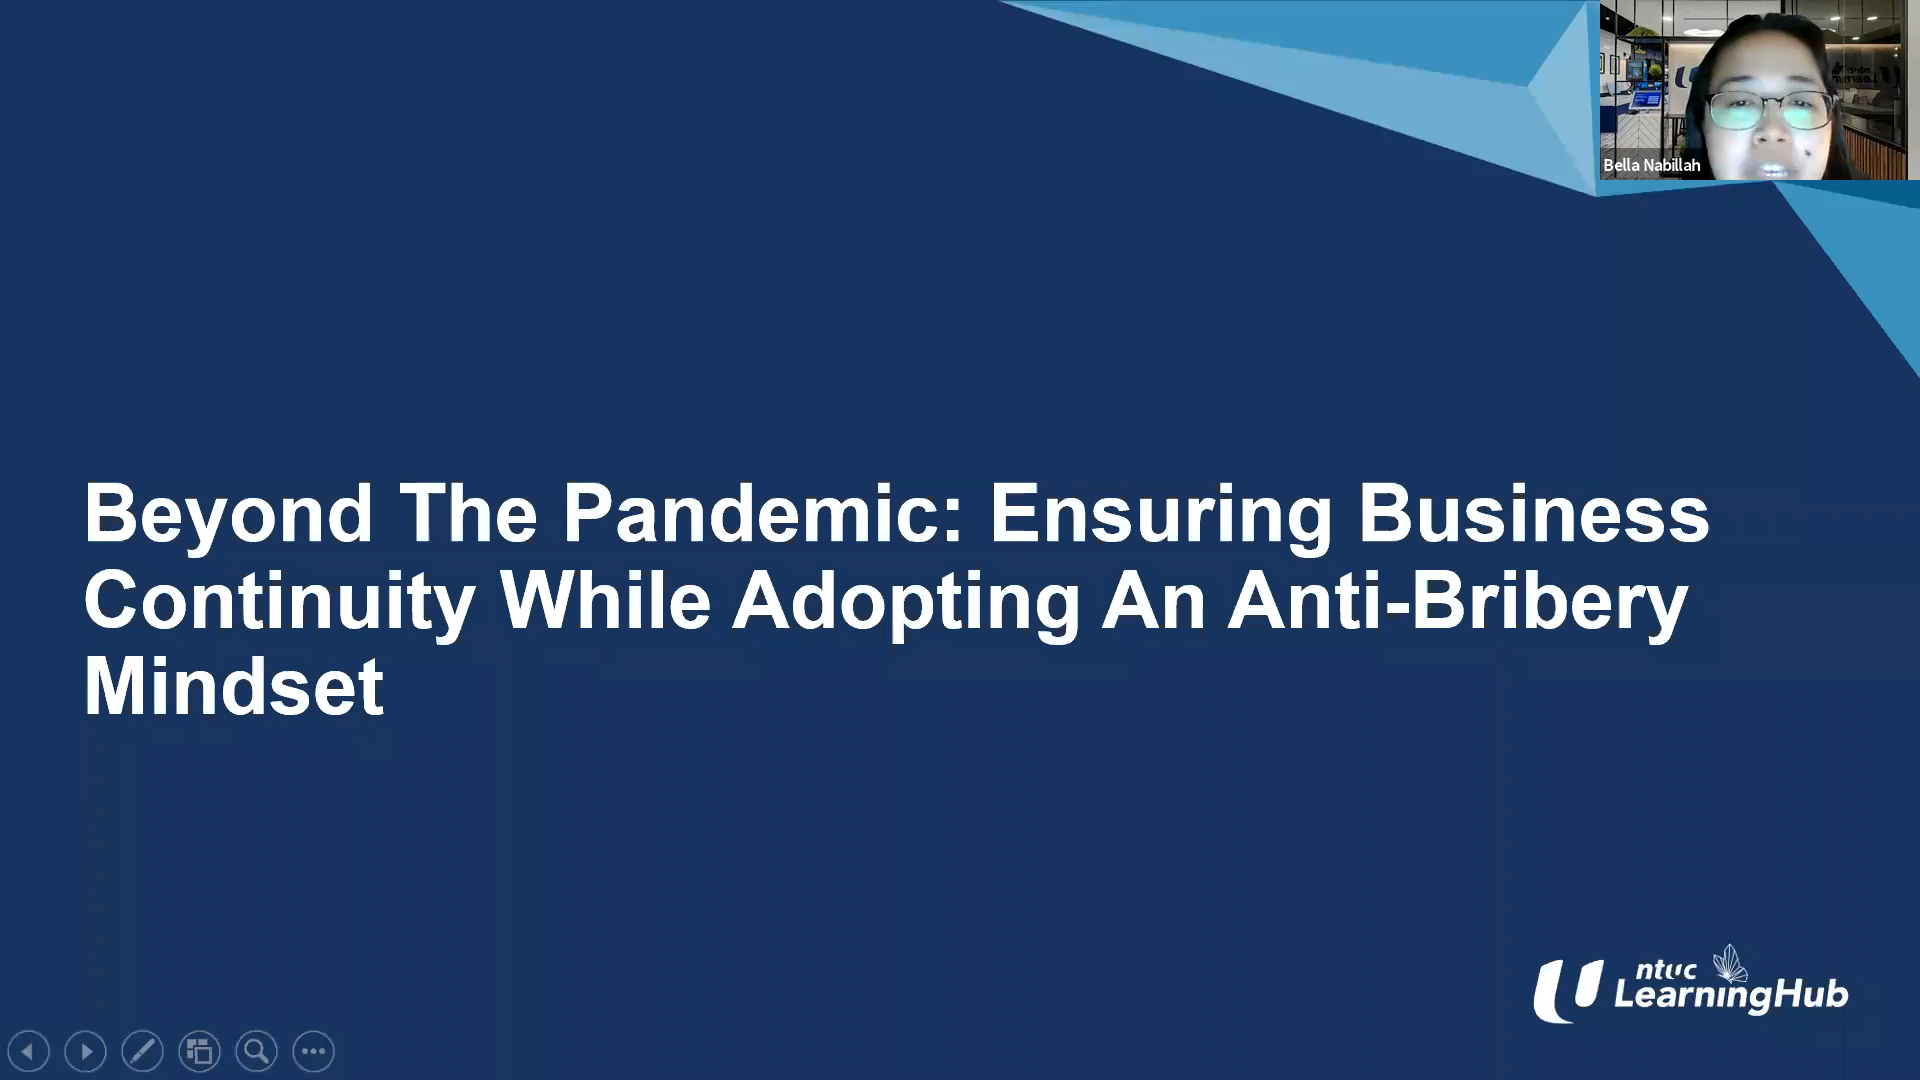 Bella Nabillah
Beyond The Pandemic: Ensuring Business
Continuity While Adopting An Anti-Bribery
Mindset
ntuc
LearningHub